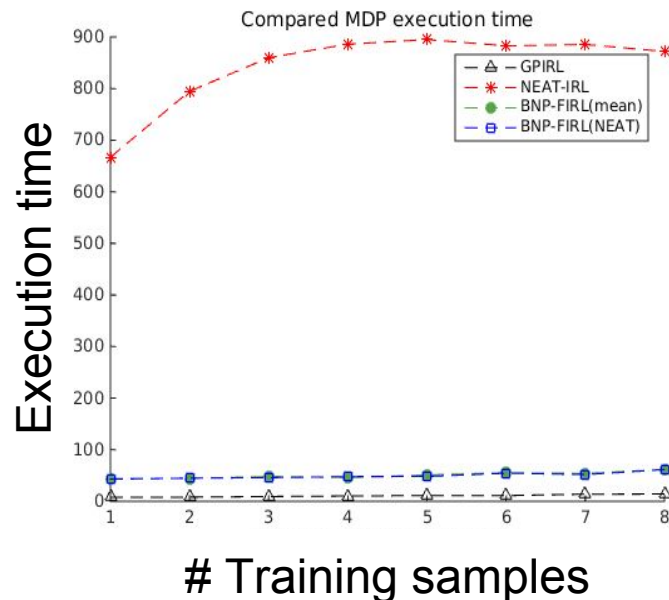 Compared MDP execution time
900
800
700
600
500
400
300
200
100
0
Execution time
GPIRL
NEAT-IRL
BNP-FIRL(mean)
BNP-FIRL(NEAT)
1 2 3 4 5 6 7 8
# Training samples